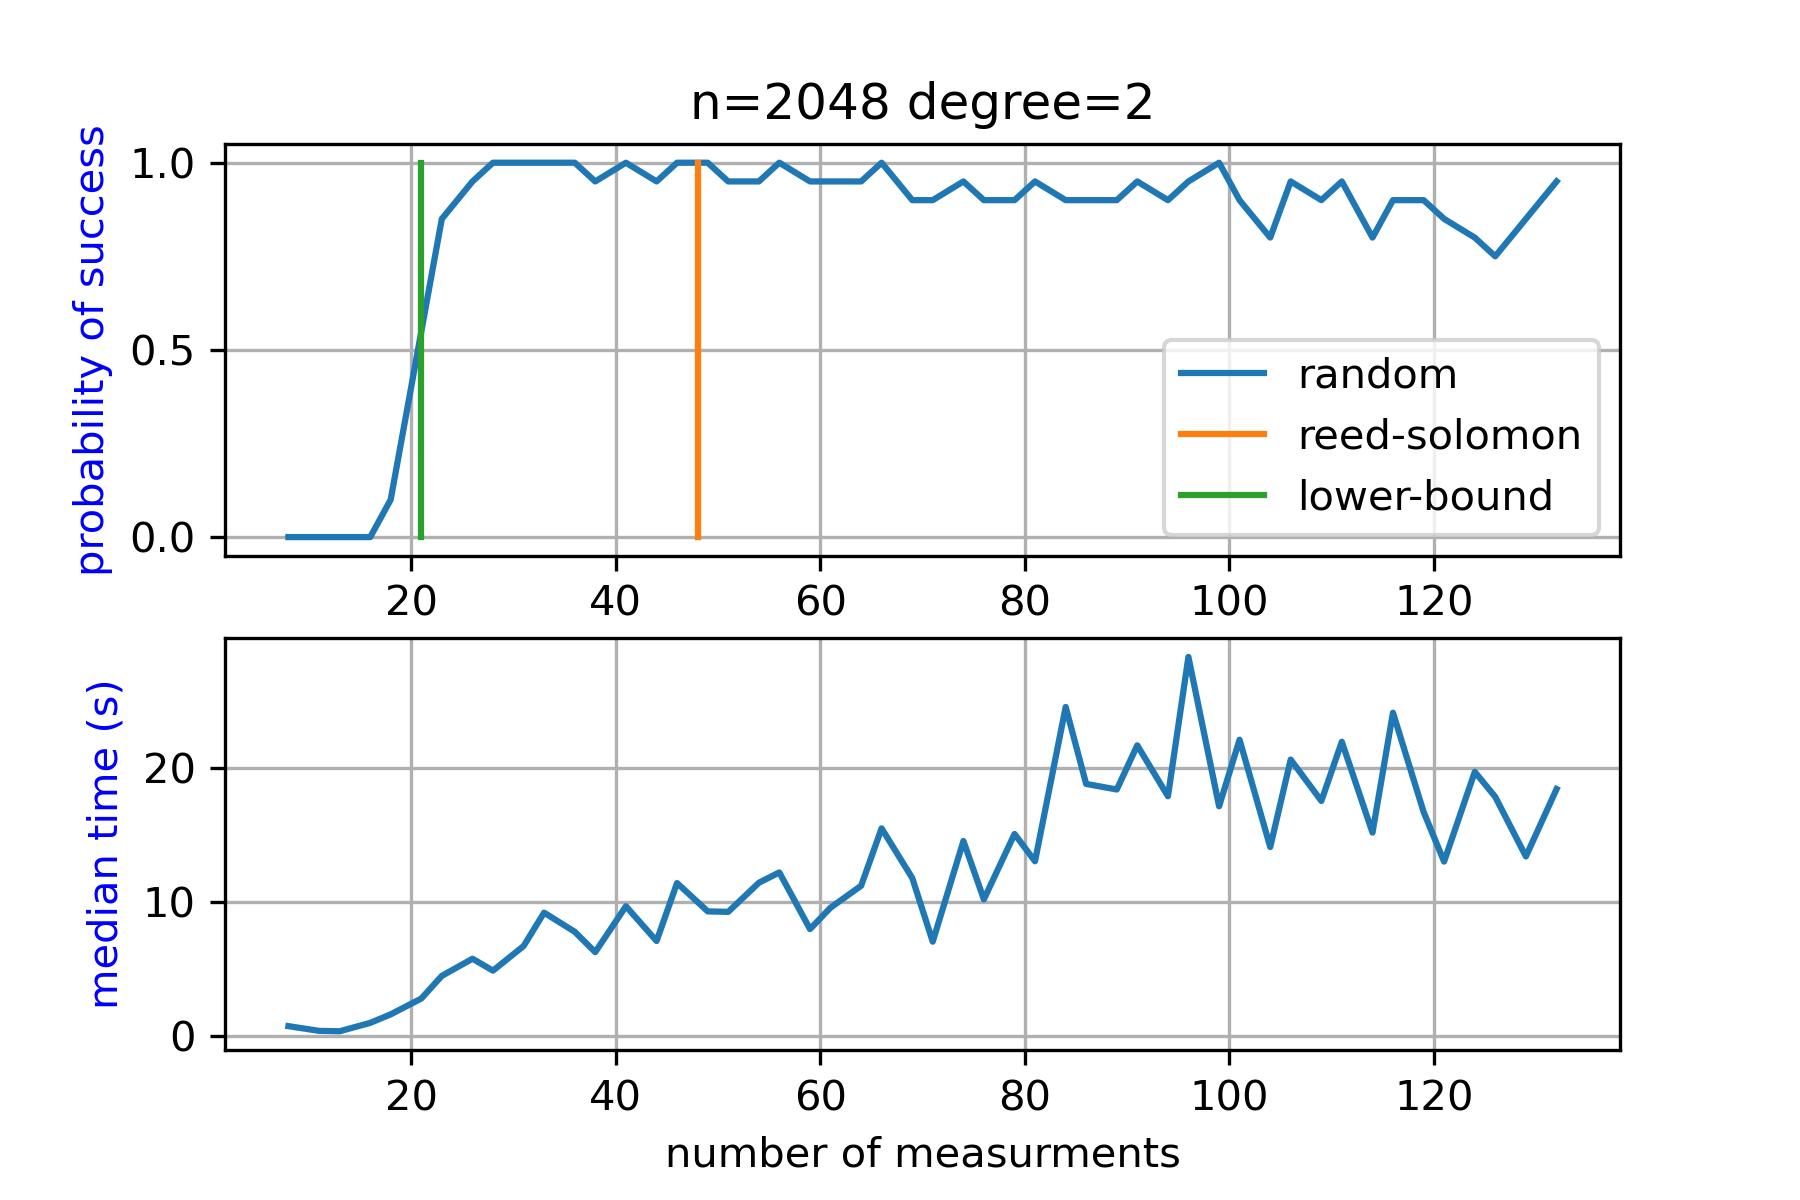 n=2048 degree=2
probability of success
1.0
0.5
0.0
random
reed-solomon
lower-bound
20 40 60 80 100 120
median time (s)
20
10
0
20 40 60 80 100 120
number of measurments